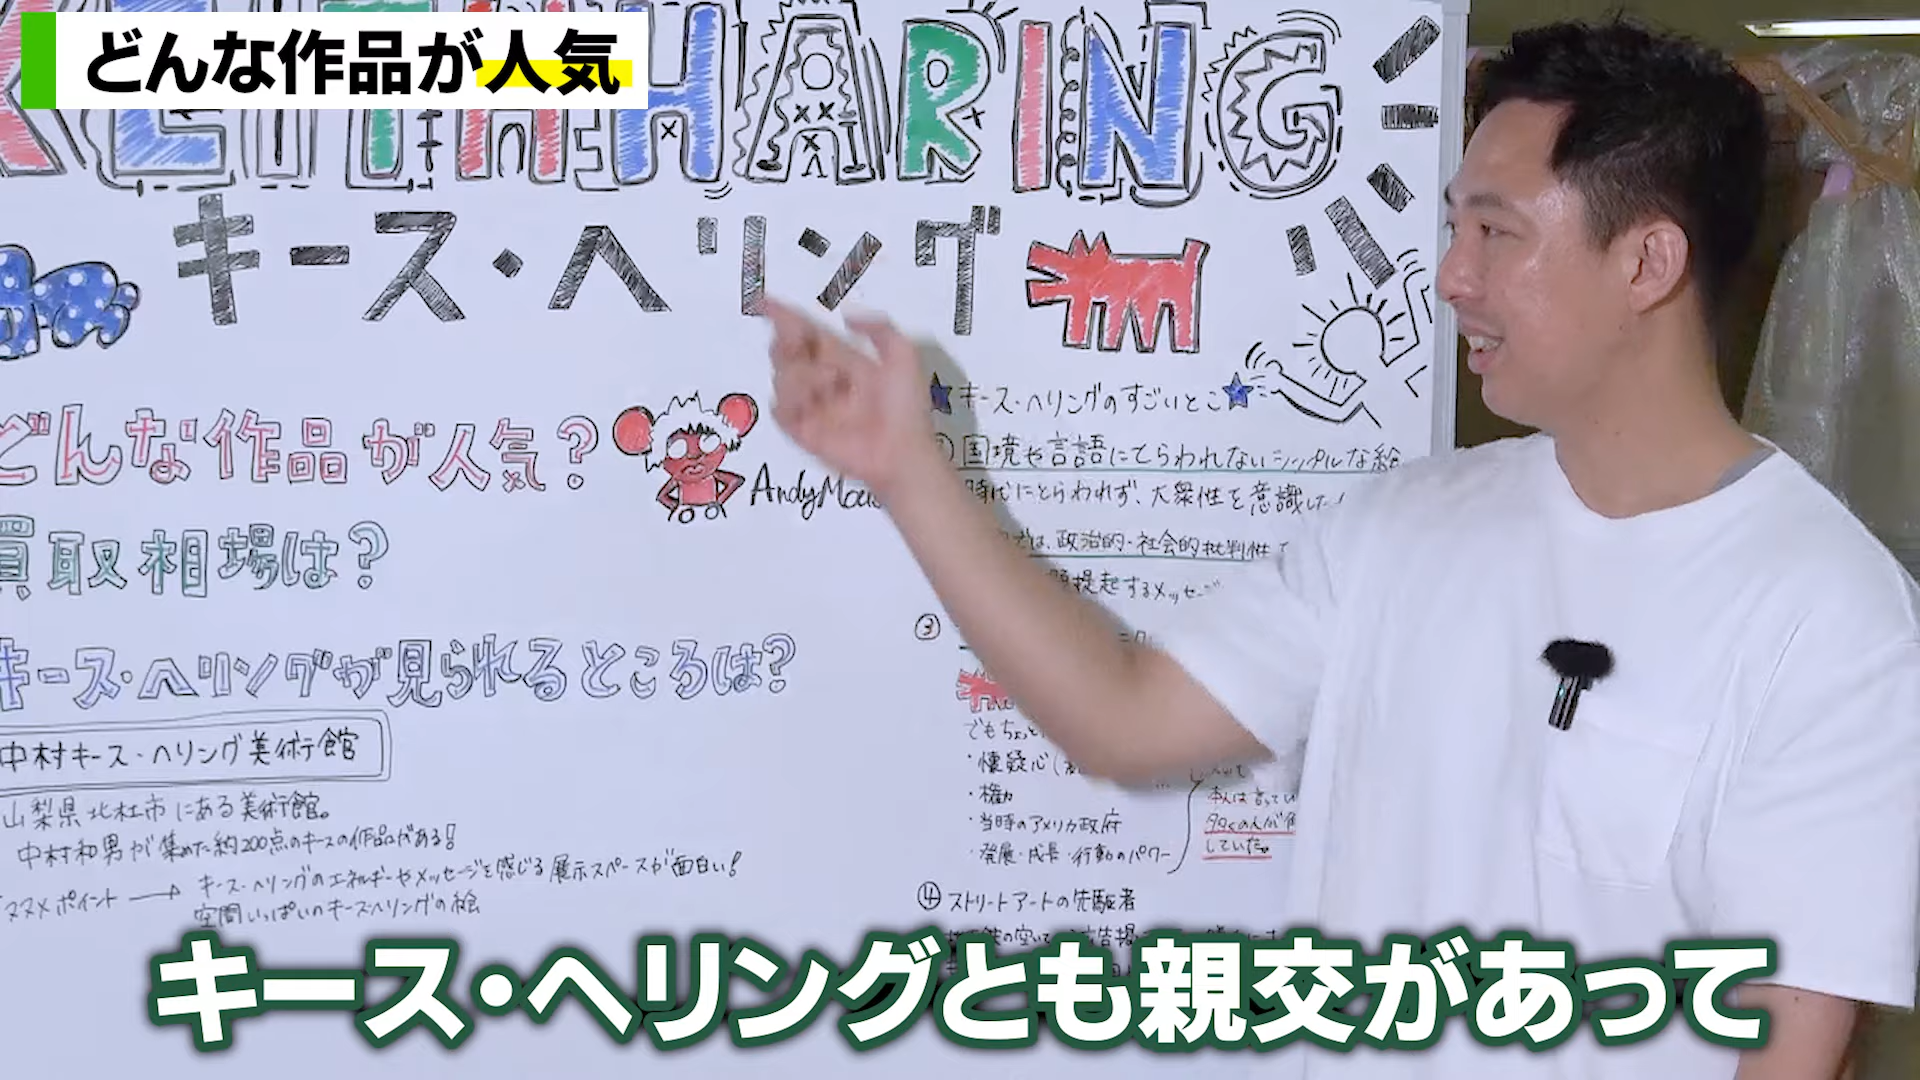 どんな作品が人気
KEITH HARING
キース・ヘリング
どんな作品が人気?
Andy Mou
買取相場は?
キース・ヘリングが見られるところは?
中村キース・ヘリング美術館
山梨県北杜市にある美術館。
中村和男が集めた約200点のキースの作品がある!
ススメポイント → キース・ヘリングのエネルギーやメッセージを感じる展示スペースが面白い!
空間いっぱいのキースヘリングの絵
★キース・ヘリングのすごいとこ★
国境や言語にとらわれないシンプルな絵
時代にとらわれず、大衆性を意識した
は、政治的・社会的批判性
提起するメッセージ
③
でもちょっと
・懐疑心(
・権力
・当時のアメリカ政府
・発展・成長・行動のパワー
本人は言って
多くの人が
していた。
④ ストリートアートの先駆者
キース・ヘリングとも親交があって